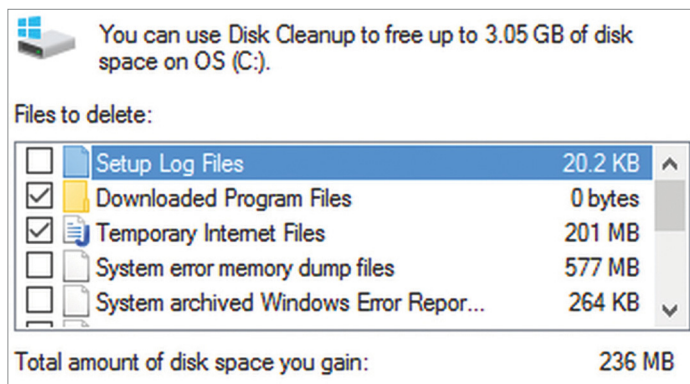 You can use Disk Cleanup to free up to 3.05 GB of disk
space on OS (C:).
Files to delete:
Setup Log Files 20.2 KB
Downloaded Program Files 0 bytes
Temporary Internet Files 201 MB
System error memory dump files 577 MB
System archived Windows Error Repor... 264 KB
Total amount of disk space you gain: 236 MB